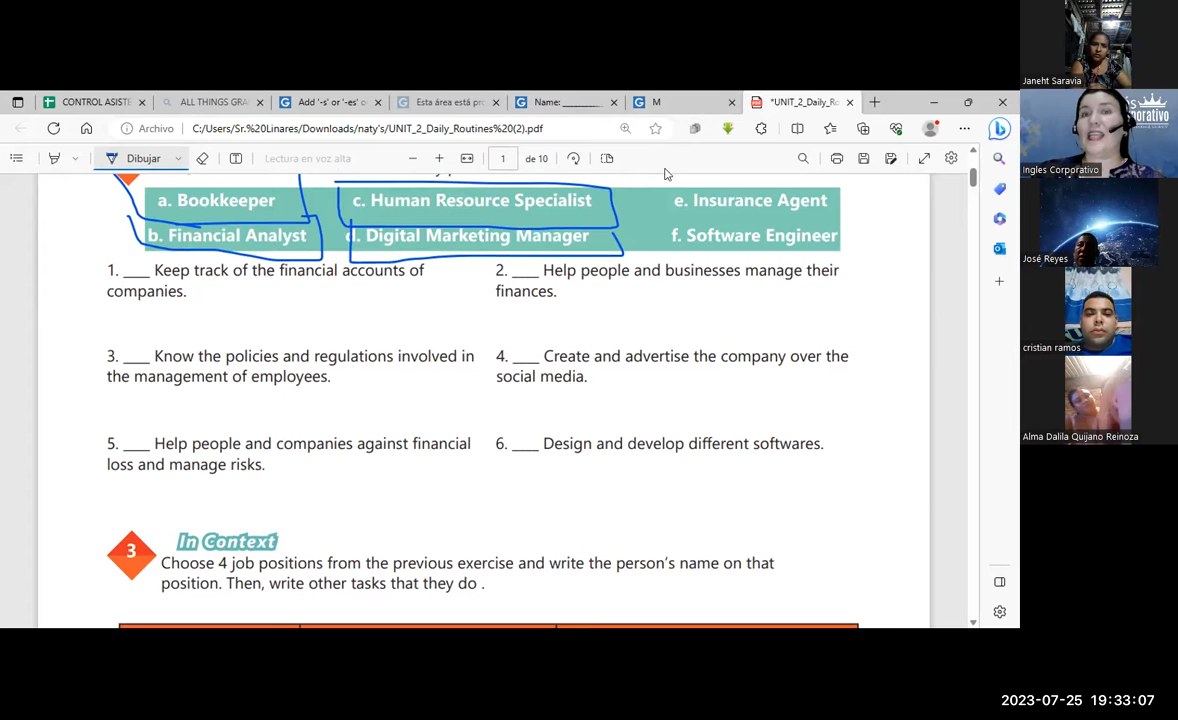 CONTROL ASISTE
ALL THINGS GRA
Add '-s' or '-es'
Esta área está pr
Name: ________
M
*UNIT_2_Daily_Ro
Archivo
C:/Users/Sr.%20Linares/Downloads/naty's/UNIT_2_Daily_Routines%20(2).pdf
Dibujar
Lectura en voz alta
1 de 10
a. Bookkeeper
c. Human Resource Specialist
e. Insurance Agent
b. Financial Analyst
d. Digital Marketing Manager
f. Software Engineer
1. ____ Keep track of the financial accounts of
companies.
2. ____ Help people and businesses manage their
finances.
3. ____ Know the policies and regulations involved in
the management of employees.
4. ____ Create and advertise the company over the
social media.
5. ____ Help people and companies against financial
loss and manage risks.
6. ____ Design and develop different softwares.
3
In Context
Choose 4 job positions from the previous exercise and write the person's name on that
position. Then, write other tasks that they do .
Janeht Saravia
Ingles Corporativo
José Reyes
cristian ramos
Alma Dalila Quijano Reinoza
2023-07-25 19:33:07